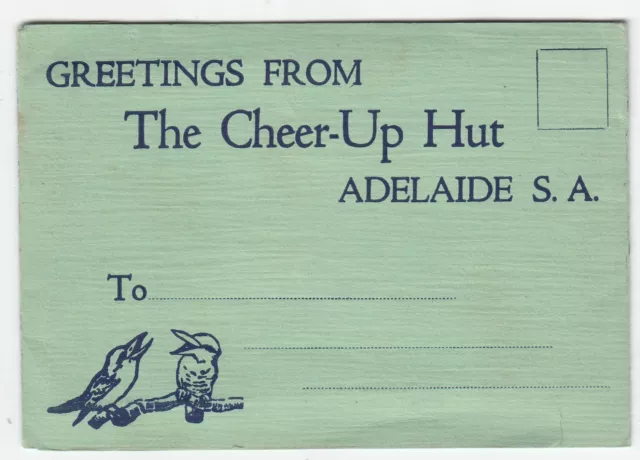 GREETINGS FROM
The Cheer-Up Hut
ADELAIDE S. A.
To